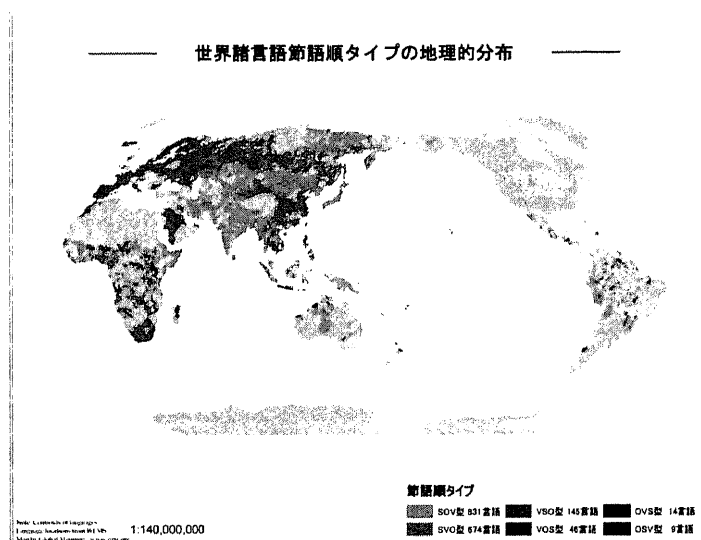 世界諸言語節語順タイプの地理的分布
節語順タイプ
SOV型 831言語 VSO型 145言語 OVS型 14言語
SVO型 674言語 VOS型 46言語 OSV型 9言語
1:140,000,000